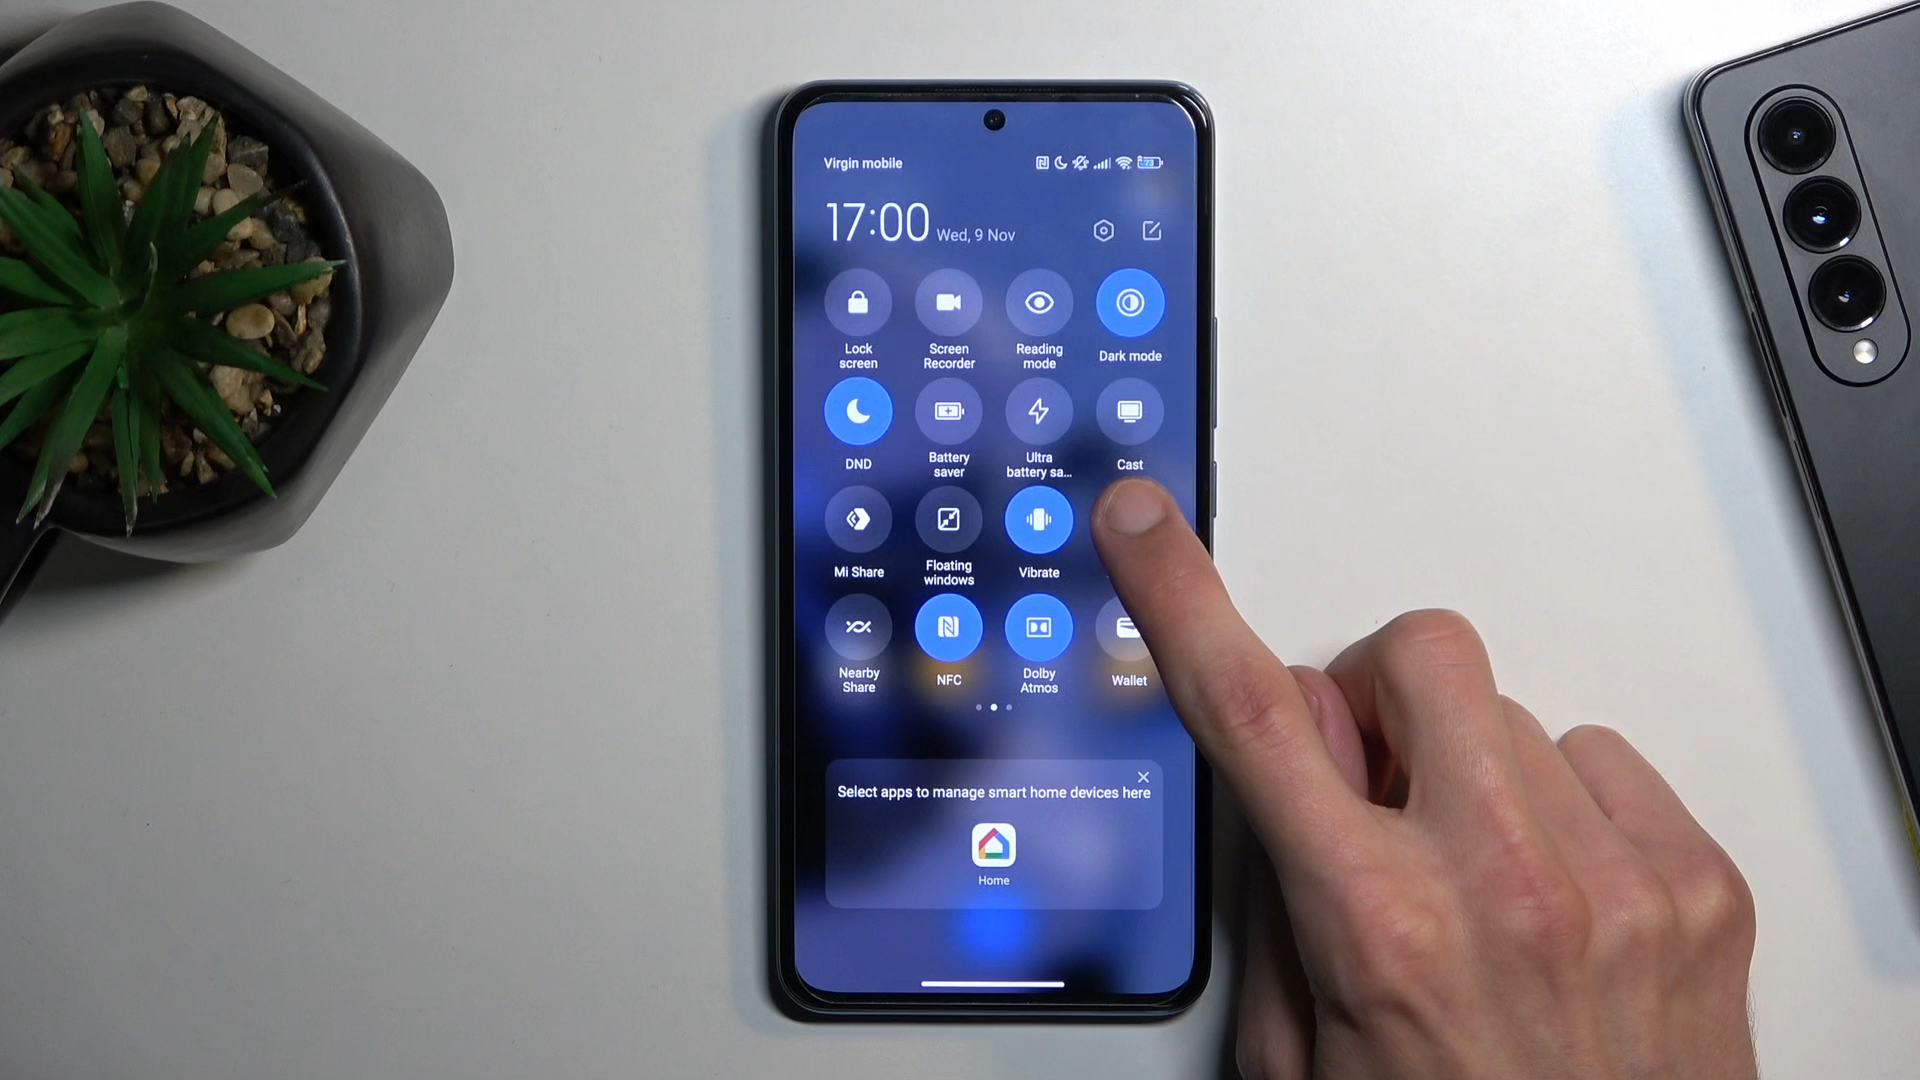 Virgin mobile
17:00 Wed, 9 Nov
Lock
screen
Screen
Recorder
Reading
mode
Dark mode
DND
Battery
saver
Ultra
battery sa...
Cast
Mi Share
Floating
windows
Vibrate
Nearby
Share
NFC
Dolby
Atmos
Wallet
Select apps to manage smart home devices here
Home